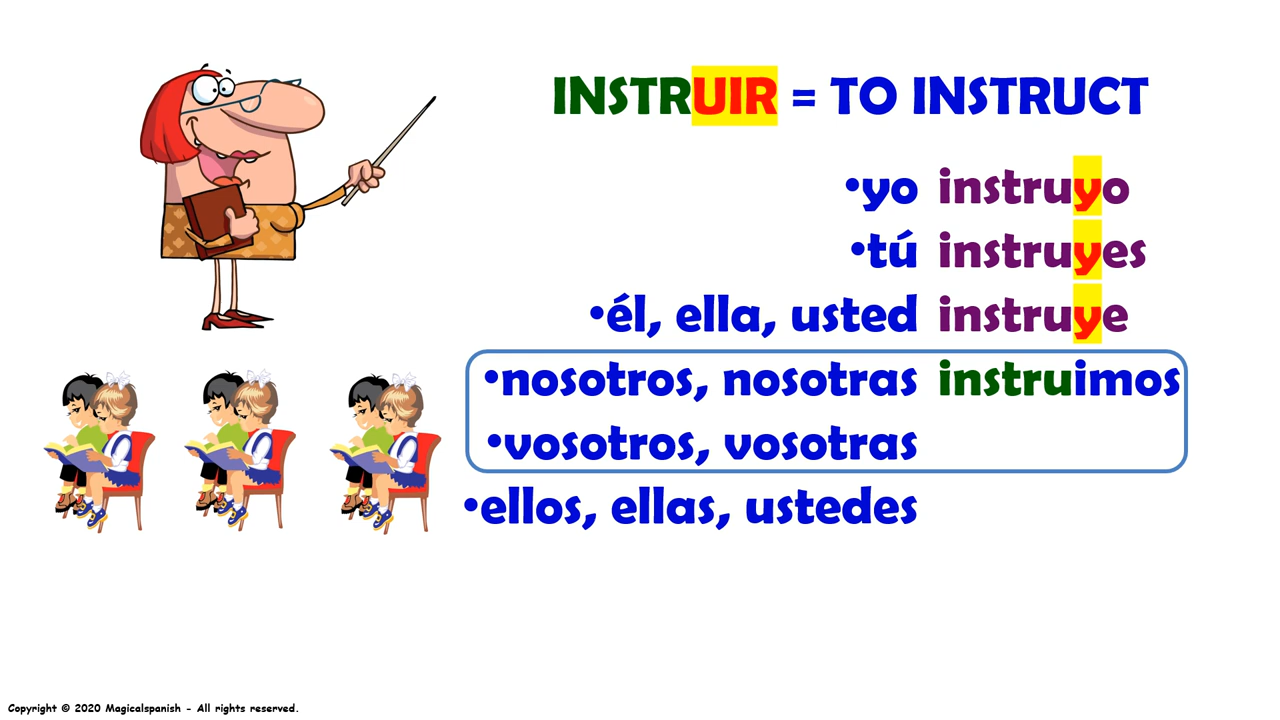 INSTRUIR = TO INSTRUCT
•yo instruyo
•tú instruyes
•él, ella, usted instruye
•nosotros, nosotras instruimos
•vosotros, vosotras
•ellos, ellas, ustedes
Copyright © 2020 Magicalspanish - All rights reserved.